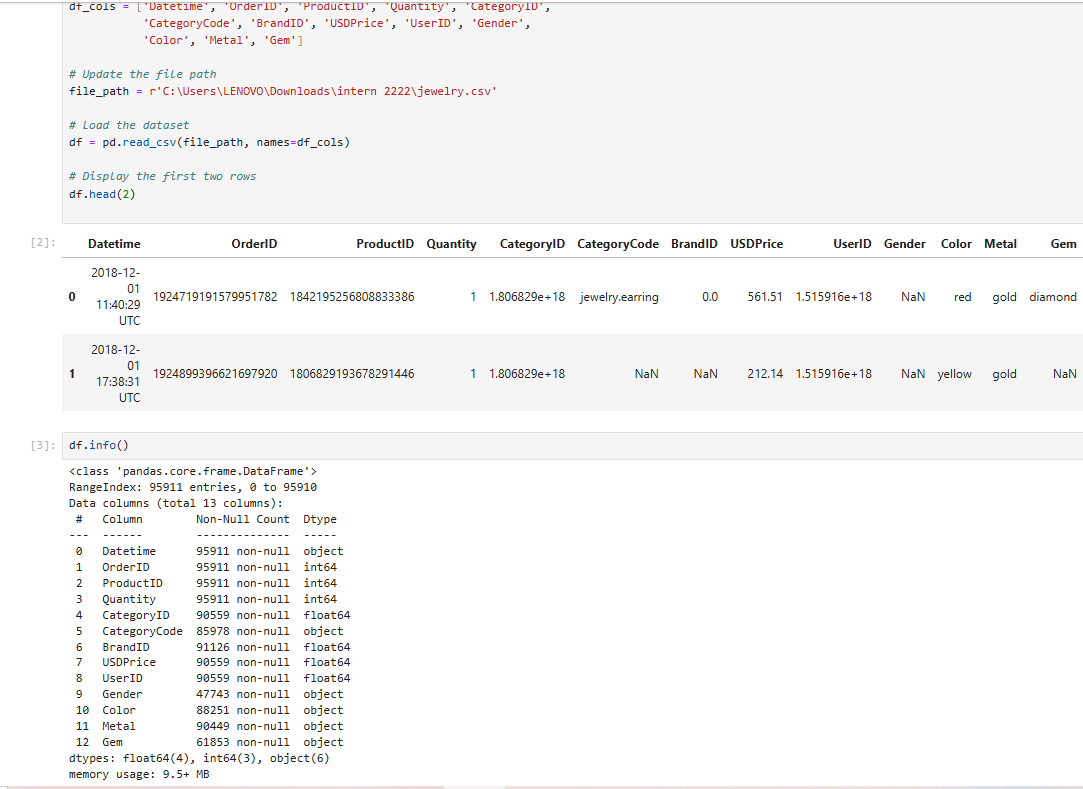 df_cols = ['Datetime', 'OrderID', 'ProductID', 'Quantity', 'CategoryID',
'CategoryCode', 'BrandID', 'USDPrice', 'UserID', 'Gender',
'Color', 'Metal', 'Gem']
# Update the file path
file_path = r'C:\Users\LENOVO\Downloads\intern 2222\jewelry.csv'
# Load the dataset
df = pd.read_csv(file_path, names=df_cols)
# Display the first two rows
df.head(2)
[2]: Datetime OrderID ProductID Quantity CategoryID CategoryCode BrandID USDPrice UserID Gender Color Metal Gem
2018-12-
01
0 11:40:29 1924719191579951782 1842195256808833386 1 1.806829e+18 jewelry.earring 0.0 561.51 1.515916e+18 NaN red gold diamond
UTC
2018-12-
01
1 17:38:31 1924899396621697920 1806829193678291446 1 1.806829e+18 NaN NaN 212.14 1.515916e+18 NaN yellow gold NaN
UTC
[3]: df.info()
<class 'pandas.core.frame.DataFrame'>
RangeIndex: 95911 entries, 0 to 95910
Data columns (total 13 columns):
# Column Non-Null Count Dtype
--- ------ -------------- -----
0 Datetime 95911 non-null object
1 OrderID 95911 non-null int64
2 ProductID 95911 non-null int64
3 Quantity 95911 non-null int64
4 CategoryID 90559 non-null float64
5 CategoryCode 85978 non-null object
6 BrandID 91126 non-null float64
7 USDPrice 90559 non-null float64
8 UserID 90559 non-null float64
9 Gender 47743 non-null object
10 Color 88251 non-null object
11 Metal 90449 non-null object
12 Gem 61853 non-null object
dtypes: float64(4), int64(3), object(6)
memory usage: 9.5+ MB